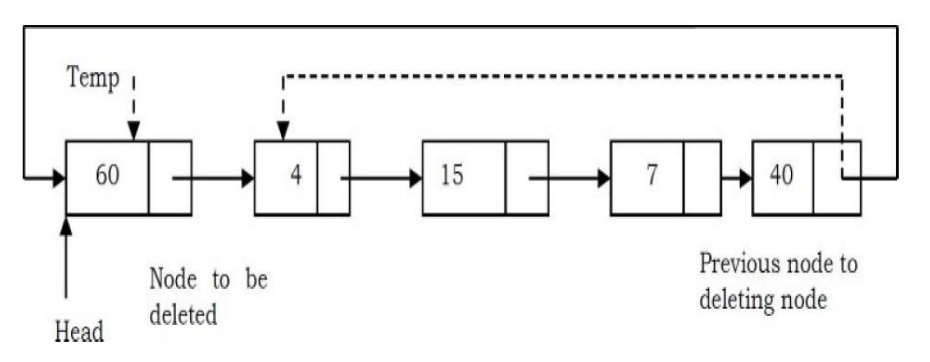 Temp
60 4 15 7 40
Previous node to
deleting node
Node to be
deleted
Head